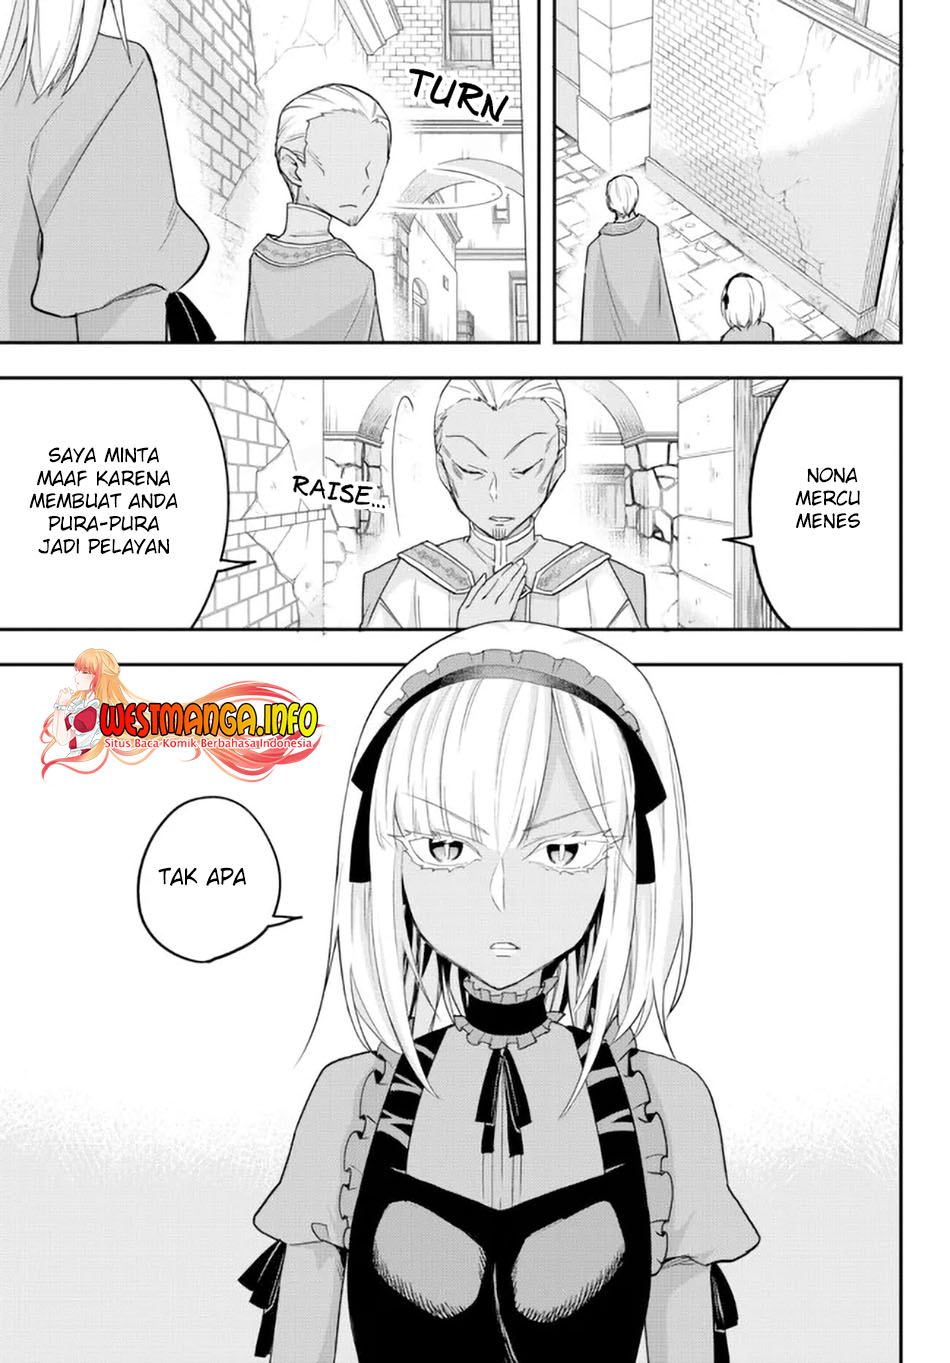 TURN
NONA
MERCU
MENES
RAISE...
SAYA MINTA
MAAF KARENA
MEMBUAT ANDA
PURA-PURA
JADI PELAYAN
WESTMANGA.INFO
Situs Baca Komik Berbahasa Indonesia
TAK APA